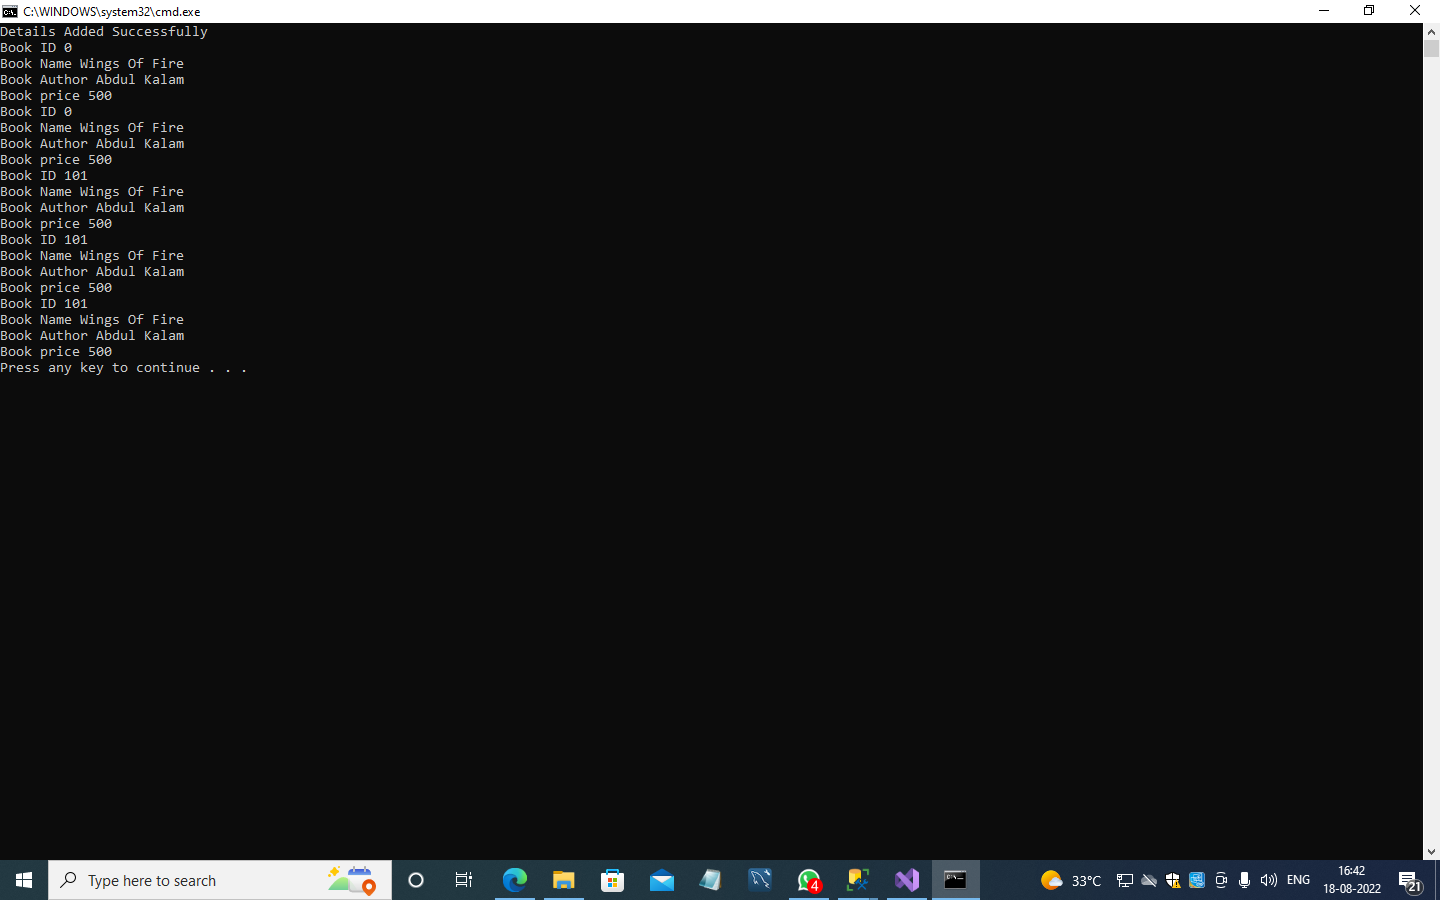 C:\WINDOWS\system32\cmd.exe
Details Added Successfully
Book ID 0
Book Name Wings Of Fire
Book Author Abdul Kalam
Book price 500
Book ID 0
Book Name Wings Of Fire
Book Author Abdul Kalam
Book price 500
Book ID 101
Book Name Wings Of Fire
Book Author Abdul Kalam
Book price 500
Book ID 101
Book Name Wings Of Fire
Book Author Abdul Kalam
Book price 500
Book ID 101
Book Name Wings Of Fire
Book Author Abdul Kalam
Book price 500
Press any key to continue . . .
Type here to search
4
33°C
ENG
16:42
18-08-2022
21